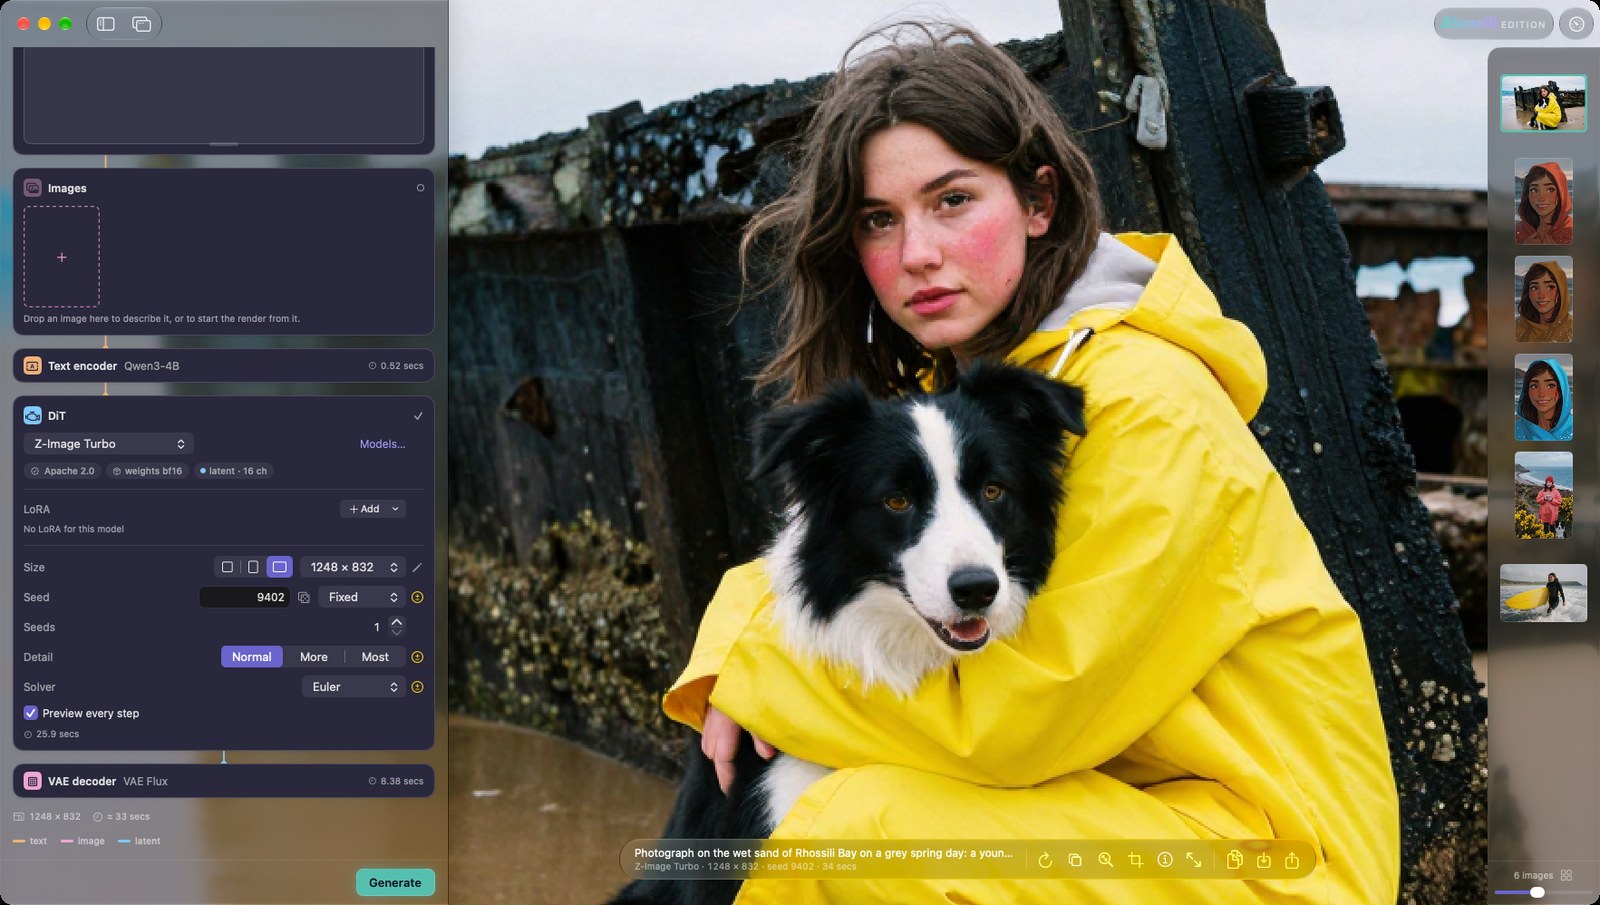 Rhossili EDITION
Images
Drop an image here to describe it, or to start the render from it.
Text encoder Qwen3-4B 0.52 secs
DiT
Z-Image Turbo Models...
Apache 2.0 weights bf16 latent · 16 ch
LoRA + Add
No LoRA for this model
Size 1248 × 832
Seed 9402 Fixed
Seeds 1
Detail Normal More Most
Solver Euler
Preview every step
25.9 secs
VAE decoder VAE Flux 8.38 secs
1248 × 832 ≈ 33 secs
text image latent
Generate
Photograph on the wet sand of Rhossili Bay on a grey spring day: a youn...
Z-Image Turbo · 1248 × 832 · seed 9402 · 34 secs
6 images